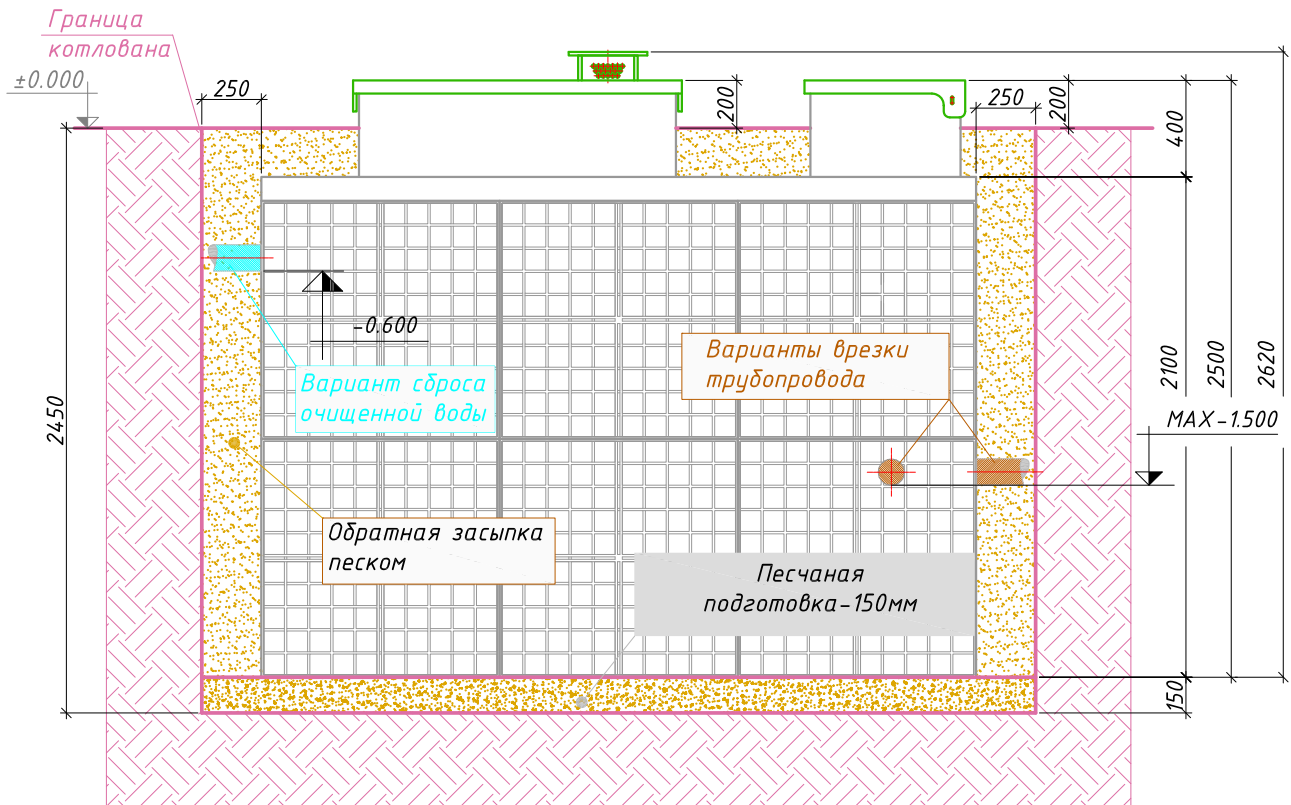 Граница
котлована
±0.000
250
200
250
200
400
-0.600
Варианты врезки
трубопровода
Вариант сброса
очищенной воды
2100
2500
2620
2450
MAX-1.500
Обратная засыпка
песком
Песчаная
подготовка-150мм
150